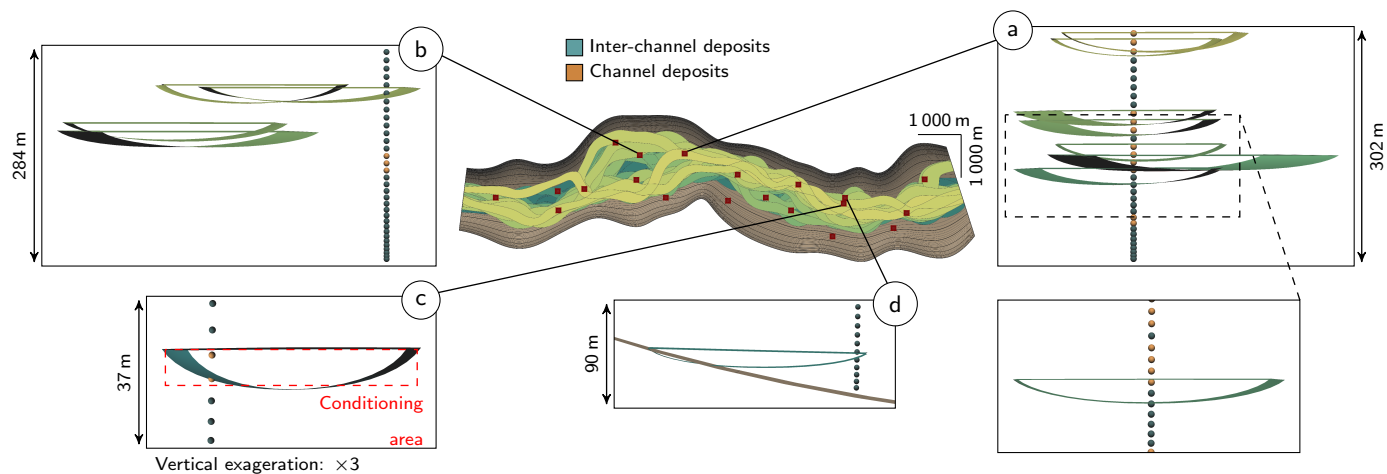 b
Inter-channel deposits
Channel deposits
a
284 m
1 000 m
1 000 m
302 m
c
d
37 m
Conditioning
area
90 m
Vertical exageration: ×3